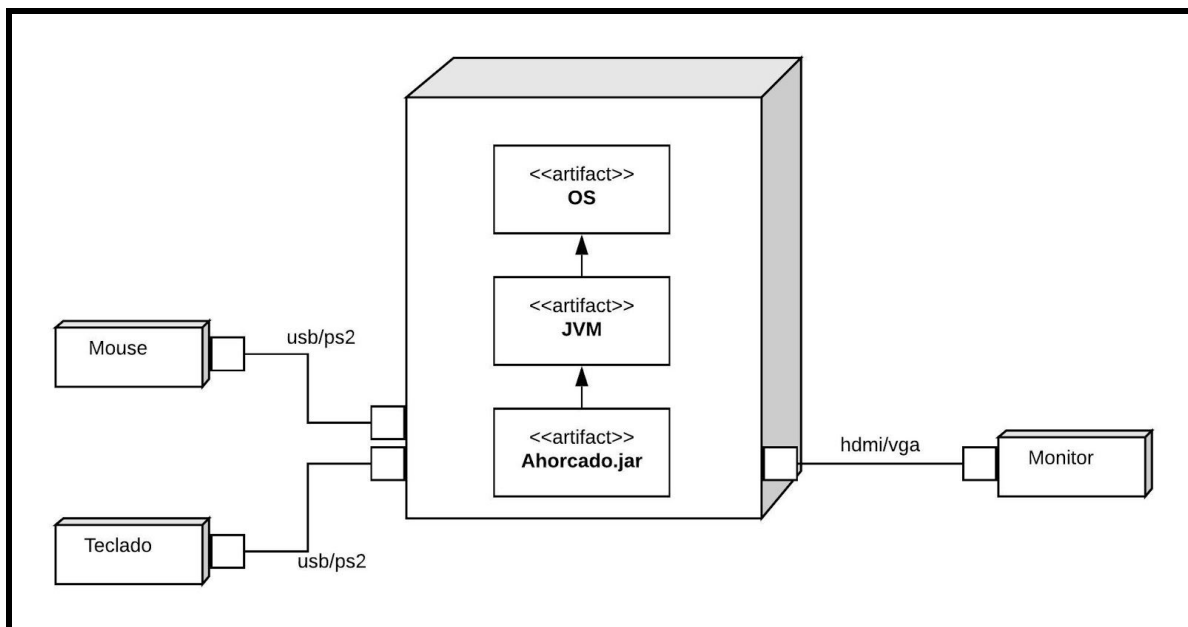 <<artifact>>
OS
<<artifact>>
JVM
<<artifact>>
Ahorcado.jar
Mouse
usb/ps2
Teclado
usb/ps2
hdmi/vga
Monitor